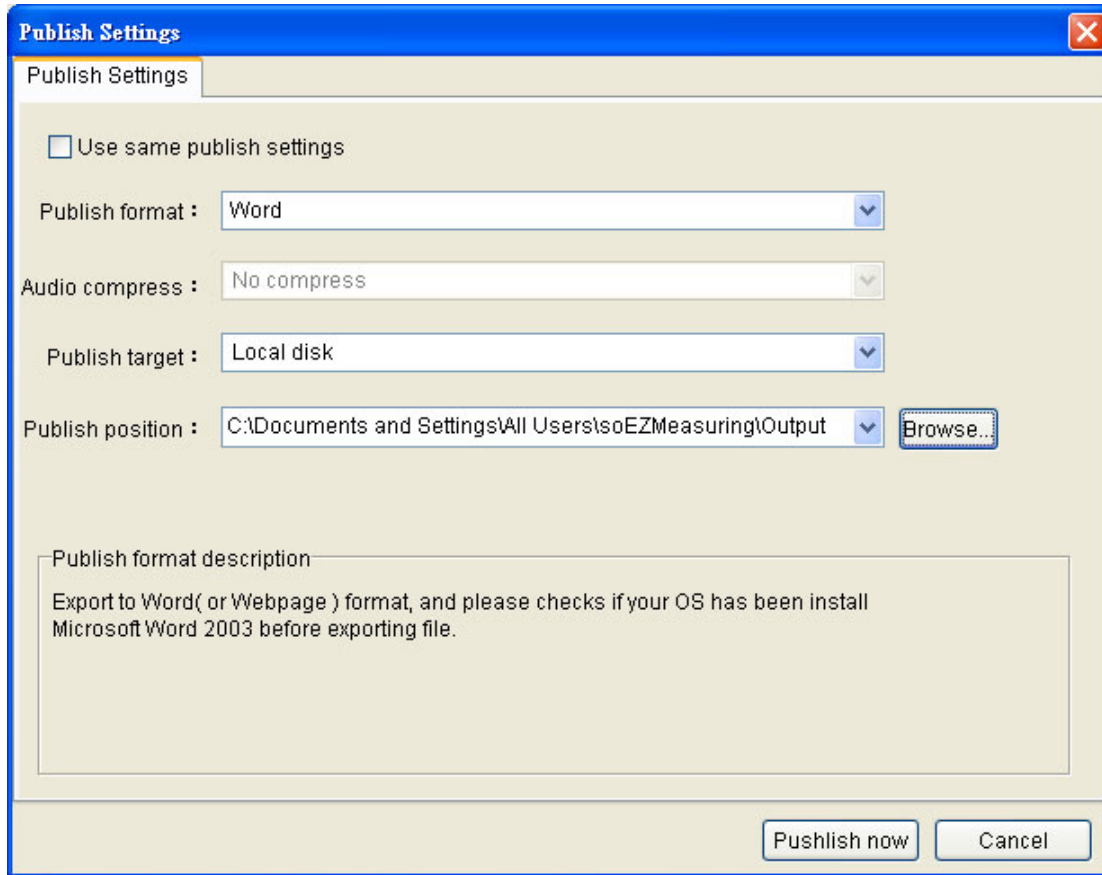 Publish Settings
Publish Settings
Use same publish settings
Publish format：
Word
Audio compress：
No compress
Publish target：
Local disk
Publish position：
C:\Documents and Settings\All Users\soEZMeasuring\Output
Browse...
Publish format description
Export to Word( or Webpage ) format, and please checks if your OS has been install
Microsoft Word 2003 before exporting file.
Pushlish now
Cancel